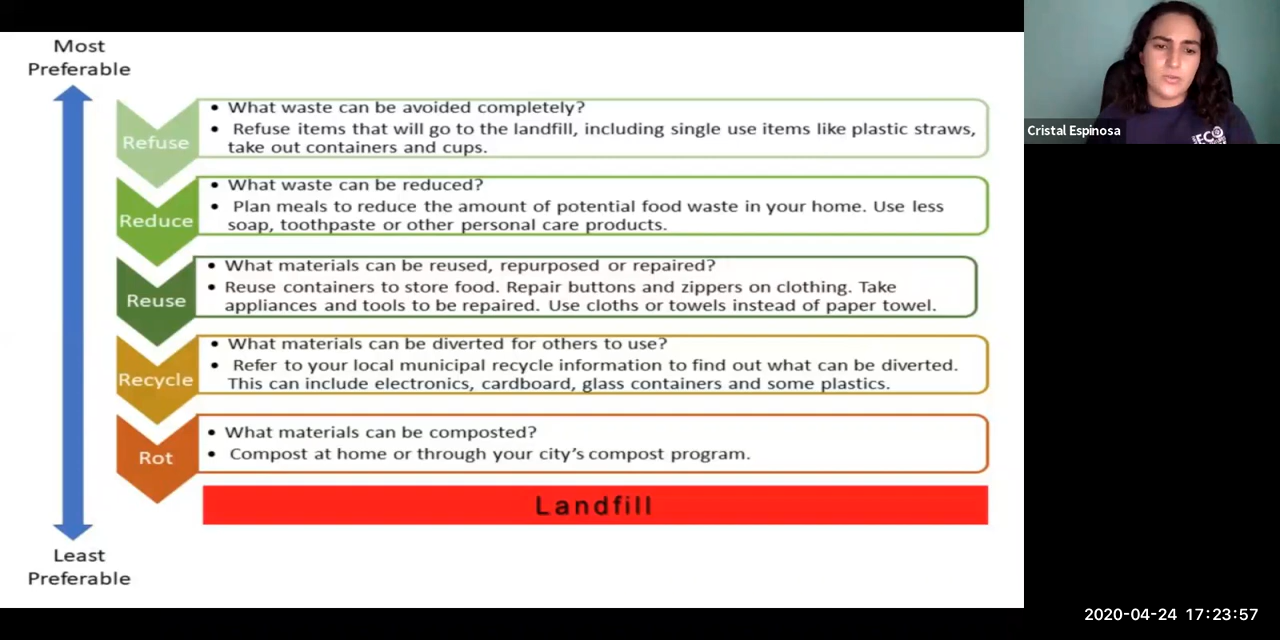 Most
Preferable
Refuse
• What waste can be avoided completely?
• Refuse items that will go to the landfill, including single use items like plastic straws,
take out containers and cups.
Reduce
• What waste can be reduced?
• Plan meals to reduce the amount of potential food waste in your home. Use less
soap, toothpaste or other personal care products.
Reuse
• What materials can be reused, repurposed or repaired?
• Reuse containers to store food. Repair buttons and zippers on clothing. Take
appliances and tools to be repaired. Use cloths or towels instead of paper towel.
Recycle
• What materials can be diverted for others to use?
• Refer to your local municipal recycle information to find out what can be diverted.
This can include electronics, cardboard, glass containers and some plastics.
Rot
• What materials can be composted?
• Compost at home or through your city's compost program.
Landfill
Least
Preferable
Cristal Espinosa
ECO
2020-04-24 17:23:57